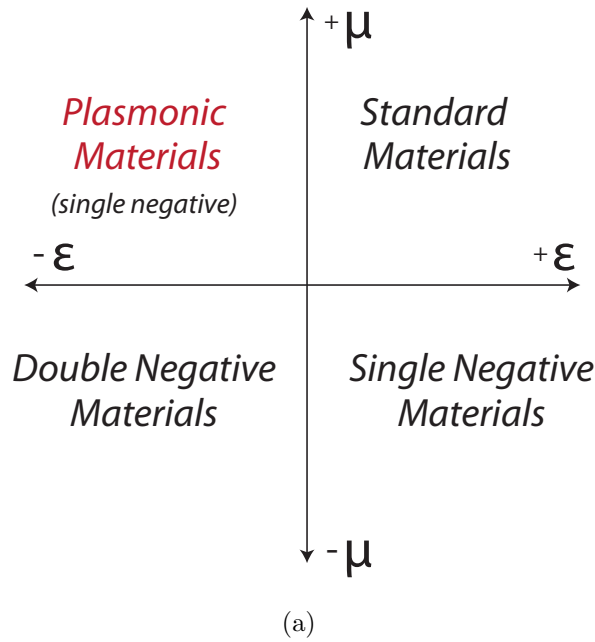 +μ
Plasmonic
Materials
(single negative)
Standard
Materials
- ε
+ε
Double Negative
Materials
Single Negative
Materials
- μ
(a)